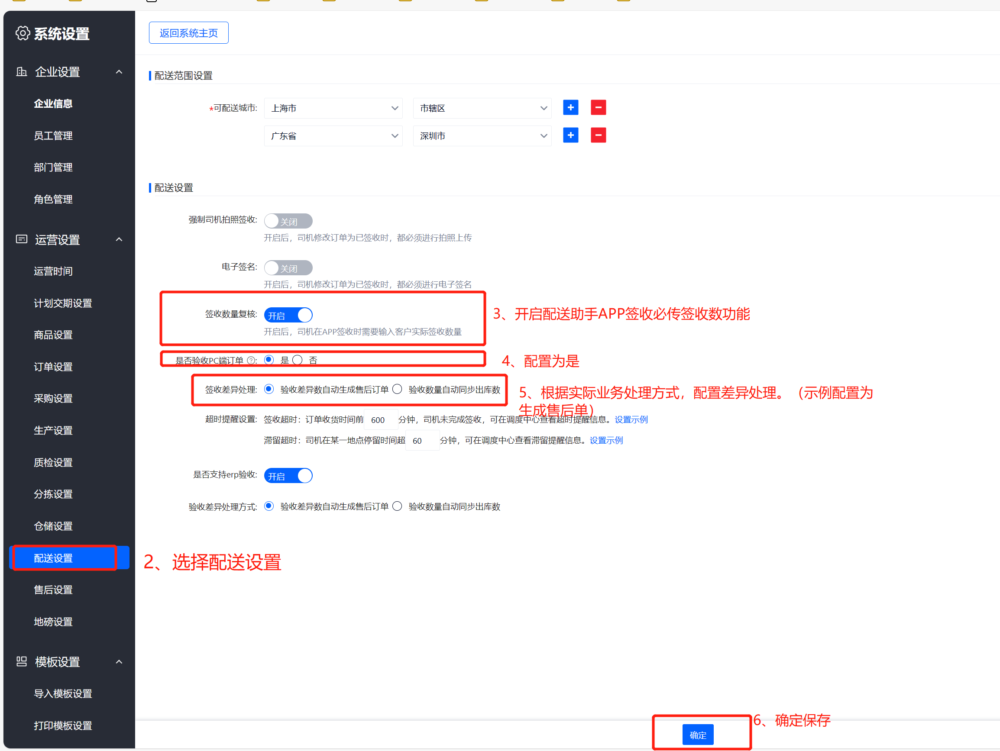 系统设置
企业设置
企业信息
员工管理
部门管理
角色管理
运营设置
运营时间
计划交期设置
商品设置
订单设置
采购设置
生产设置
质检设置
分拣设置
仓储设置
配送设置
售后设置
地磅设置
模板设置
导入模板设置
打印模板设置
返回系统主页
配送范围设置
*可配送城市: 上海市 市辖区
广东省 深圳市
配送设置
强制司机拍照签收: 关闭
开启后，司机修改订单为已签收时，都必须进行拍照上传
电子签名: 关闭
开启后，司机修改订单为已签收时，都必须进行电子签名
签收数量复核: 开启
开启后，司机在APP签收时需要输入客户实际签收数量
3、开启配送助手APP签收必传签收数功能
是否验收PC端订单 ?: 是 否
4、配置为是
签收差异处理: 验收差异数自动生成售后订单 验收数量自动同步出库数
5、根据实际业务处理方式，配置差异处理。（示例配置为
生成售后单）
超时提醒设置: 签收超时：订单收货时间前 600 分钟，司机未完成签收，可在调度中心查看超时提醒信息。设置示例
滞留超时：司机在某一地点停留时间超 60 分钟，可在调度中心查看滞留提醒信息。设置示例
是否支持erp验收: 开启
验收差异处理方式: 验收差异数自动生成售后订单 验收数量自动同步出库数
2、选择配送设置
6、确定保存
确定